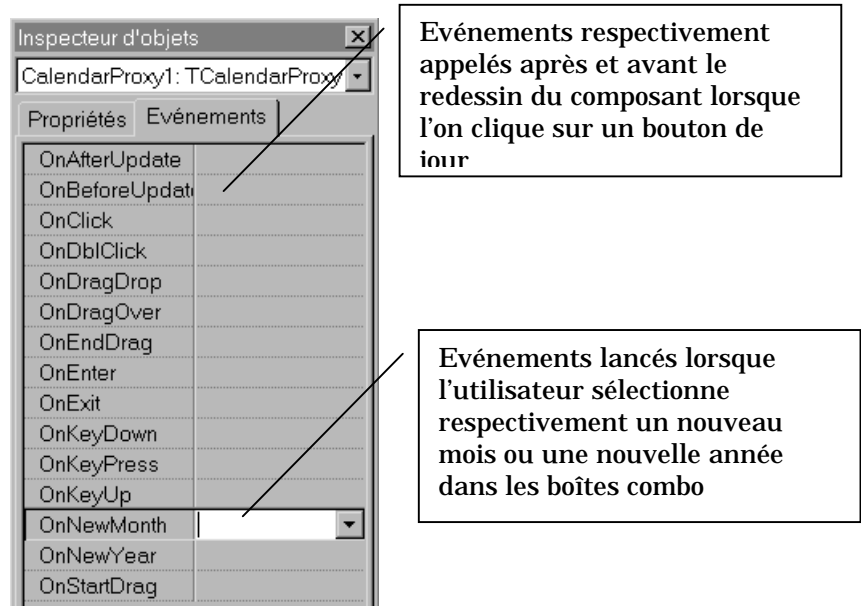 Inspecteur d'objets
CalendarProxy1: TCalendarProxy
Propriétés Evénements
OnAfterUpdate
OnBeforeUpdat
OnClick
OnDblClick
OnDragDrop
OnDragOver
OnEndDrag
OnEnter
OnExit
OnKeyDown
OnKeyPress
OnKeyUp
OnNewMonth
OnNewYear
OnStartDrag
Evénements respectivement
appelés après et avant le
redessin du composant lorsque
l'on clique sur un bouton de
jour
Evénements lancés lorsque
l'utilisateur sélectionne
respectivement un nouveau
mois ou une nouvelle année
dans les boîtes combo